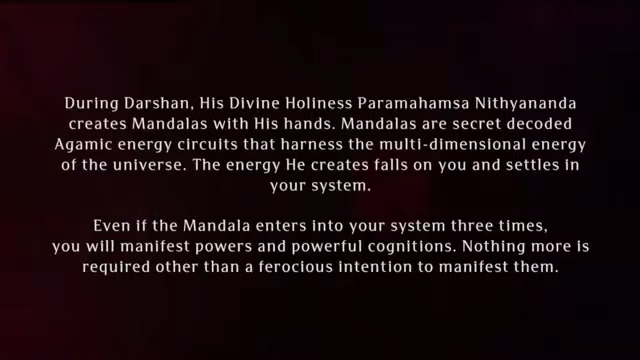 During Darshan, His Divine Holiness Paramahamsa Nithyananda
creates Mandalas with His hands. Mandalas are secret decoded
Agamic energy circuits that harness the multi-dimensional energy
of the universe. The energy He creates falls on you and settles in
your system.
Even if the Mandala enters into your system three times,
you will manifest powers and powerful cognitions. Nothing more is
required other than a ferocious intention to manifest them.